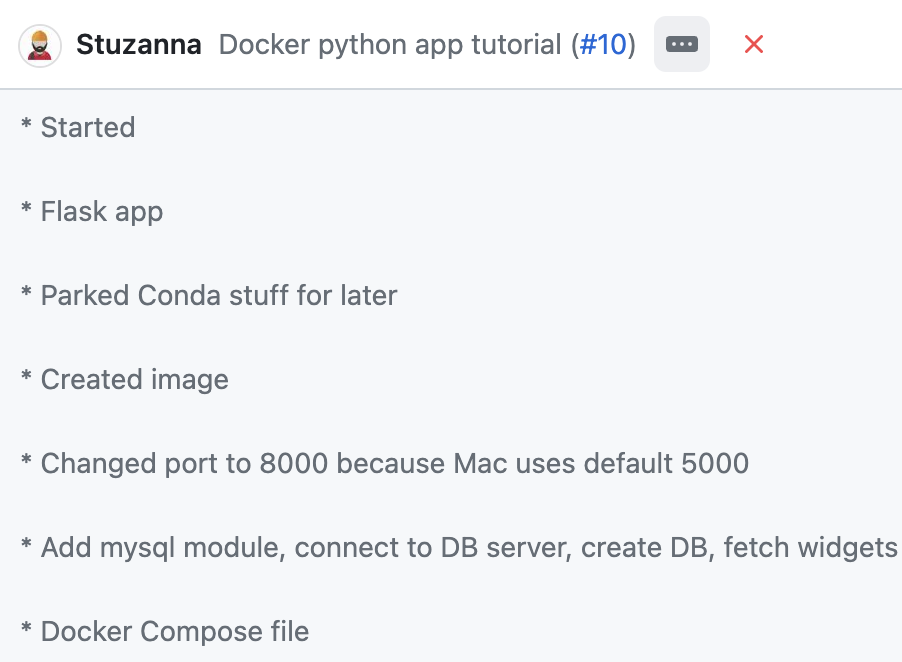 Stuzanna Docker python app tutorial (#10)
* Started
* Flask app
* Parked Conda stuff for later
* Created image
* Changed port to 8000 because Mac uses default 5000
* Add mysql module, connect to DB server, create DB, fetch widgets
* Docker Compose file